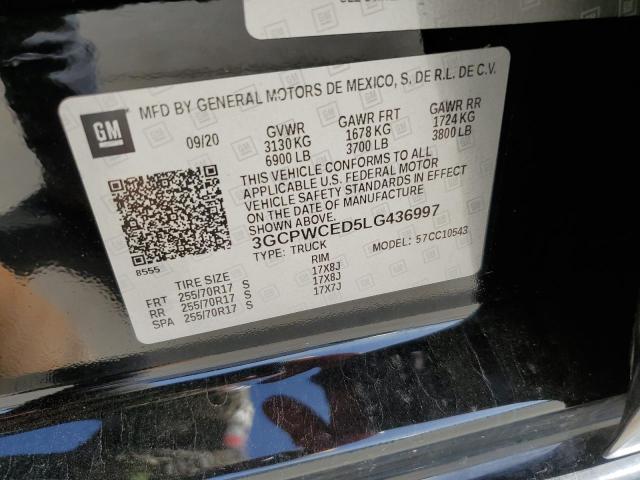 MFD BY GENERAL MOTORS DE MEXICO, S. DE R.L. DE C.V.
GM
09/20
GVWR GAWR FRT GAWR RR
3130 KG 1678 KG 1724 KG
6900 LB 3700 LB 3800 LB
THIS VEHICLE CONFORMS TO ALL
APPLICABLE U.S. FEDERAL MOTOR
VEHICLE SAFETY STANDARDS IN EFFECT
ON THE DATE OF MANUFACTURE
SHOWN ABOVE.
3GCPWCED5LG436997
TYPE: TRUCK MODEL: 57CC10543
8555
TIRE SIZE RIM
FRT 255/70R17 S 17X8J
RR 255/70R17 S 17X8J
SPA 255/70R17 S 17X7J